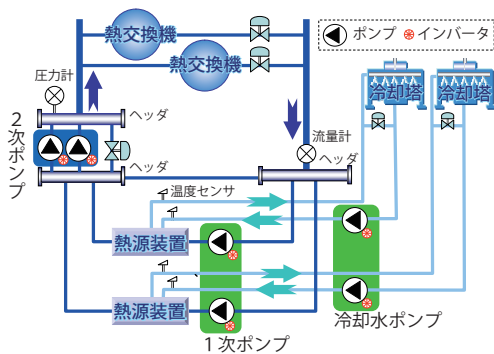 熱交換機
ポンプ
インバータ
熱交換機
圧力計
冷却塔
冷却塔
ヘッダ
2次ポンプ
流量計
ヘッダ
ヘッダ
温度センサ
熱源装置
熱源装置
冷却水ポンプ
1次ポンプ